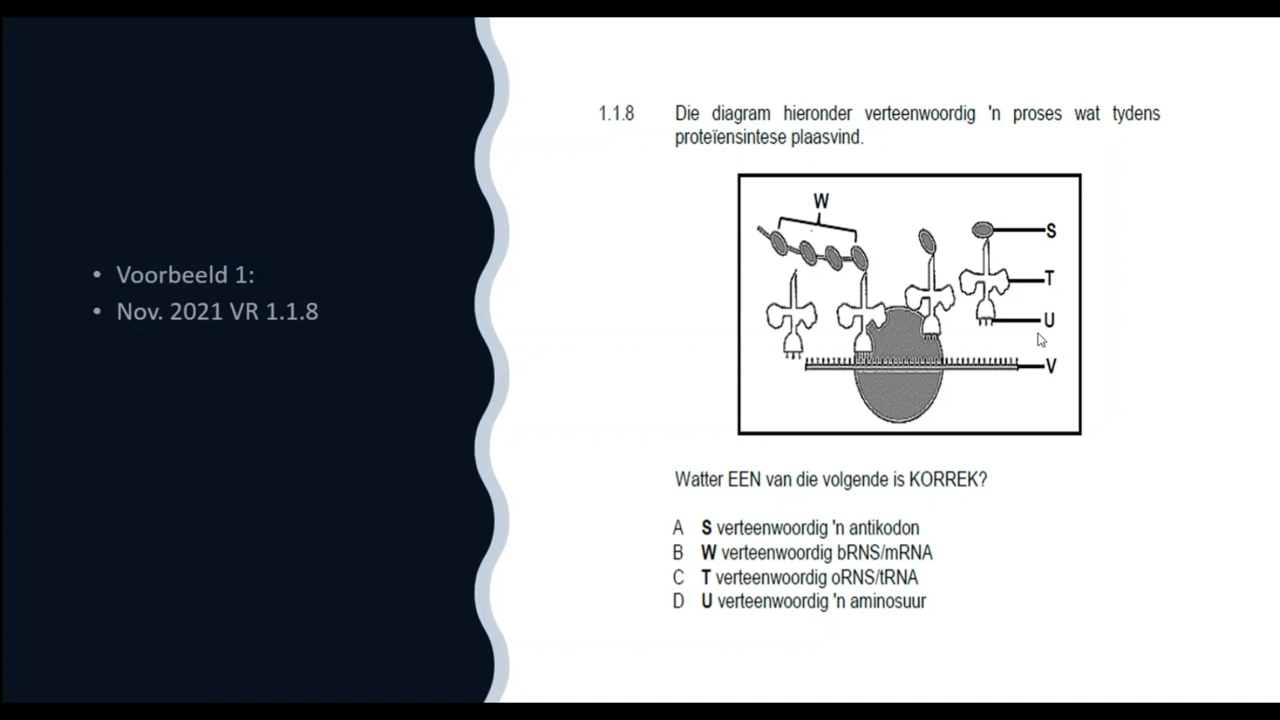 • Voorbeeld 1:
• Nov. 2021 VR 1.1.8
1.1.8 Die diagram hieronder verteenwoordig 'n proses wat tydens
proteïensintese plaasvind.
W
S
T
U
V
Watter EEN van die volgende is KORREK?
A S verteenwoordig 'n antikodon
B W verteenwoordig bRNS/mRNA
C T verteenwoordig oRNS/tRNA
D U verteenwoordig 'n aminosuur